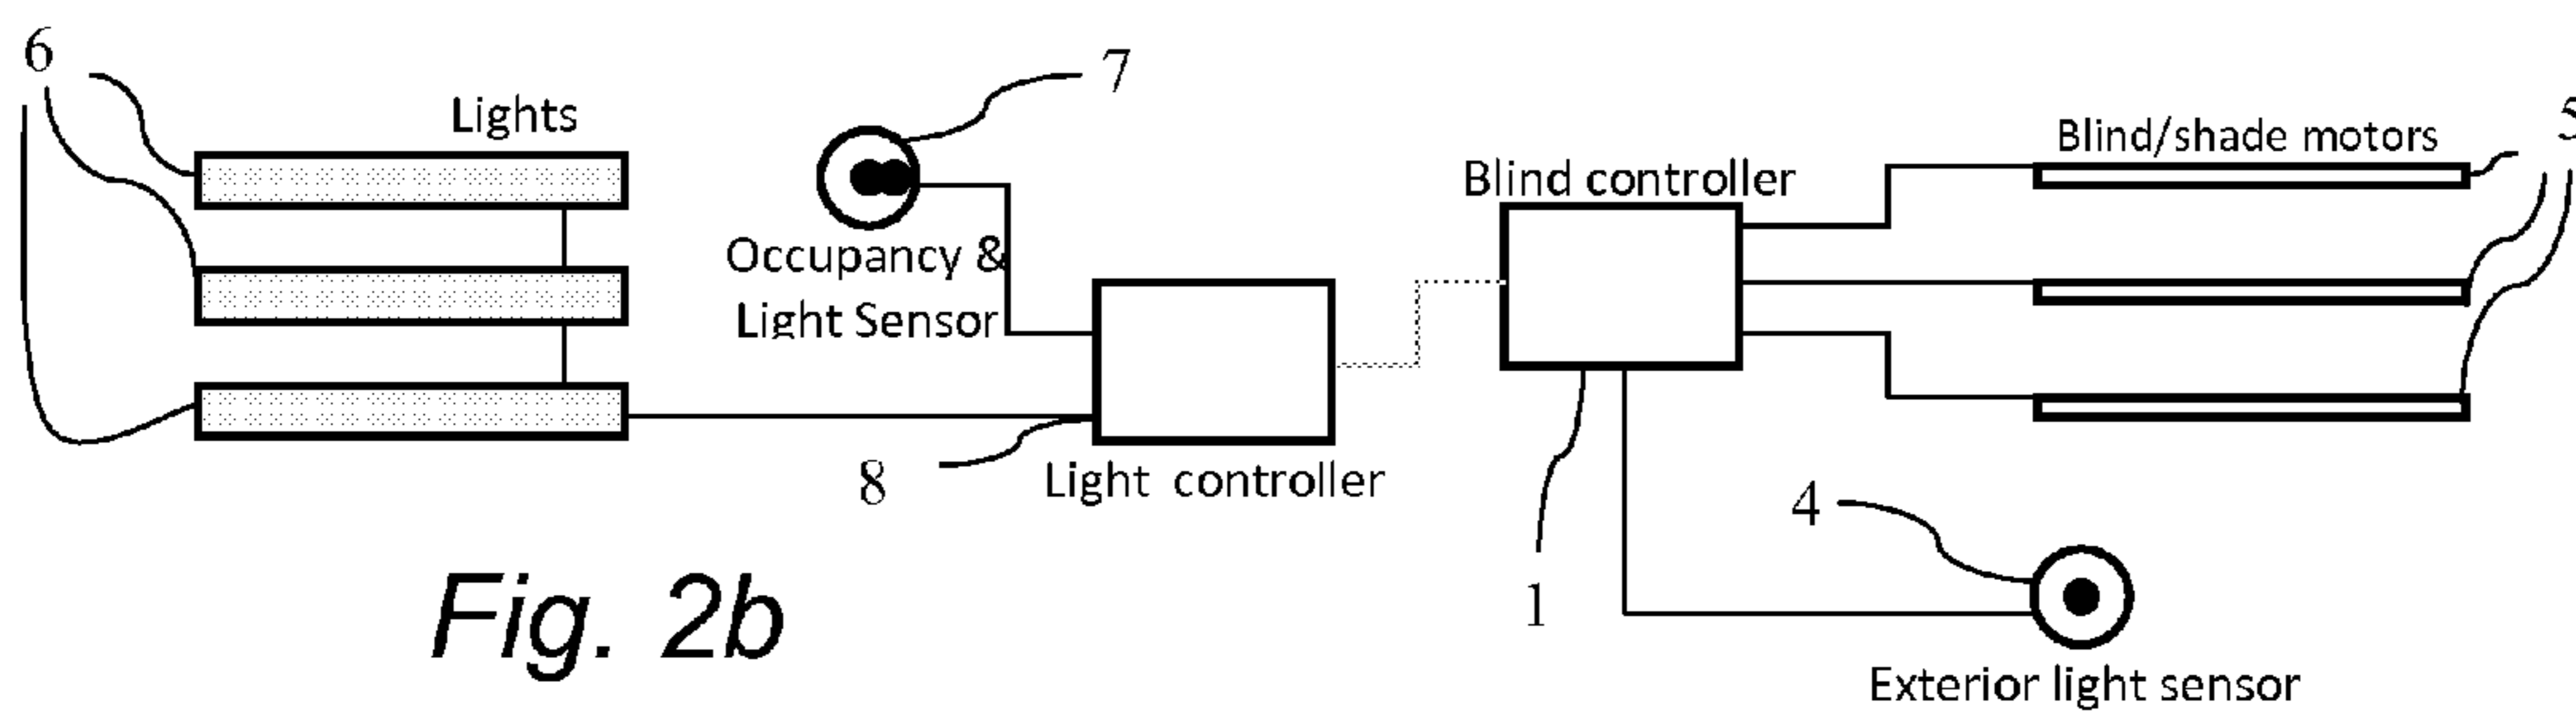 6
7
Lights
5
Blind/shade motors
Blind controller
Occupancy &
Light Sensor
8
Light controller
4
1
Fig. 2b
Exterior light sensor